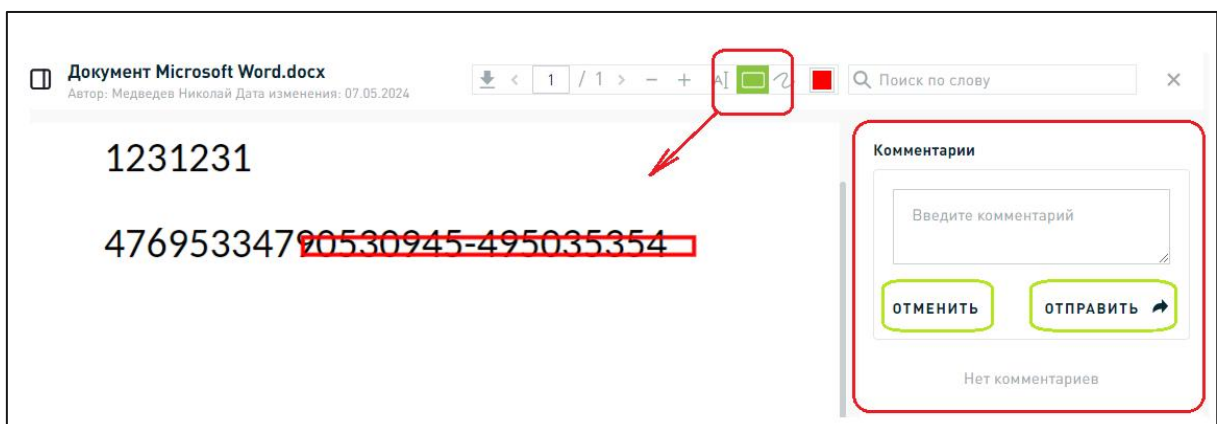 Документ Microsoft Word.docx
Автор: Медведев Николай Дата изменения: 07.05.2024
1 / 1
Поиск по слову
1231231
47695334790530945-495035354
Комментарии
Введите комментарий
ОТМЕНИТЬ
ОТПРАВИТЬ
Нет комментариев